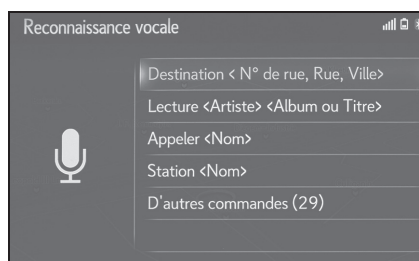 Reconnaissance vocale
Destination < N° de rue, Rue, Ville>
Lecture <Artiste> <Album ou Titre>
Appeler <Nom>
Station <Nom>
D'autres commandes (29)